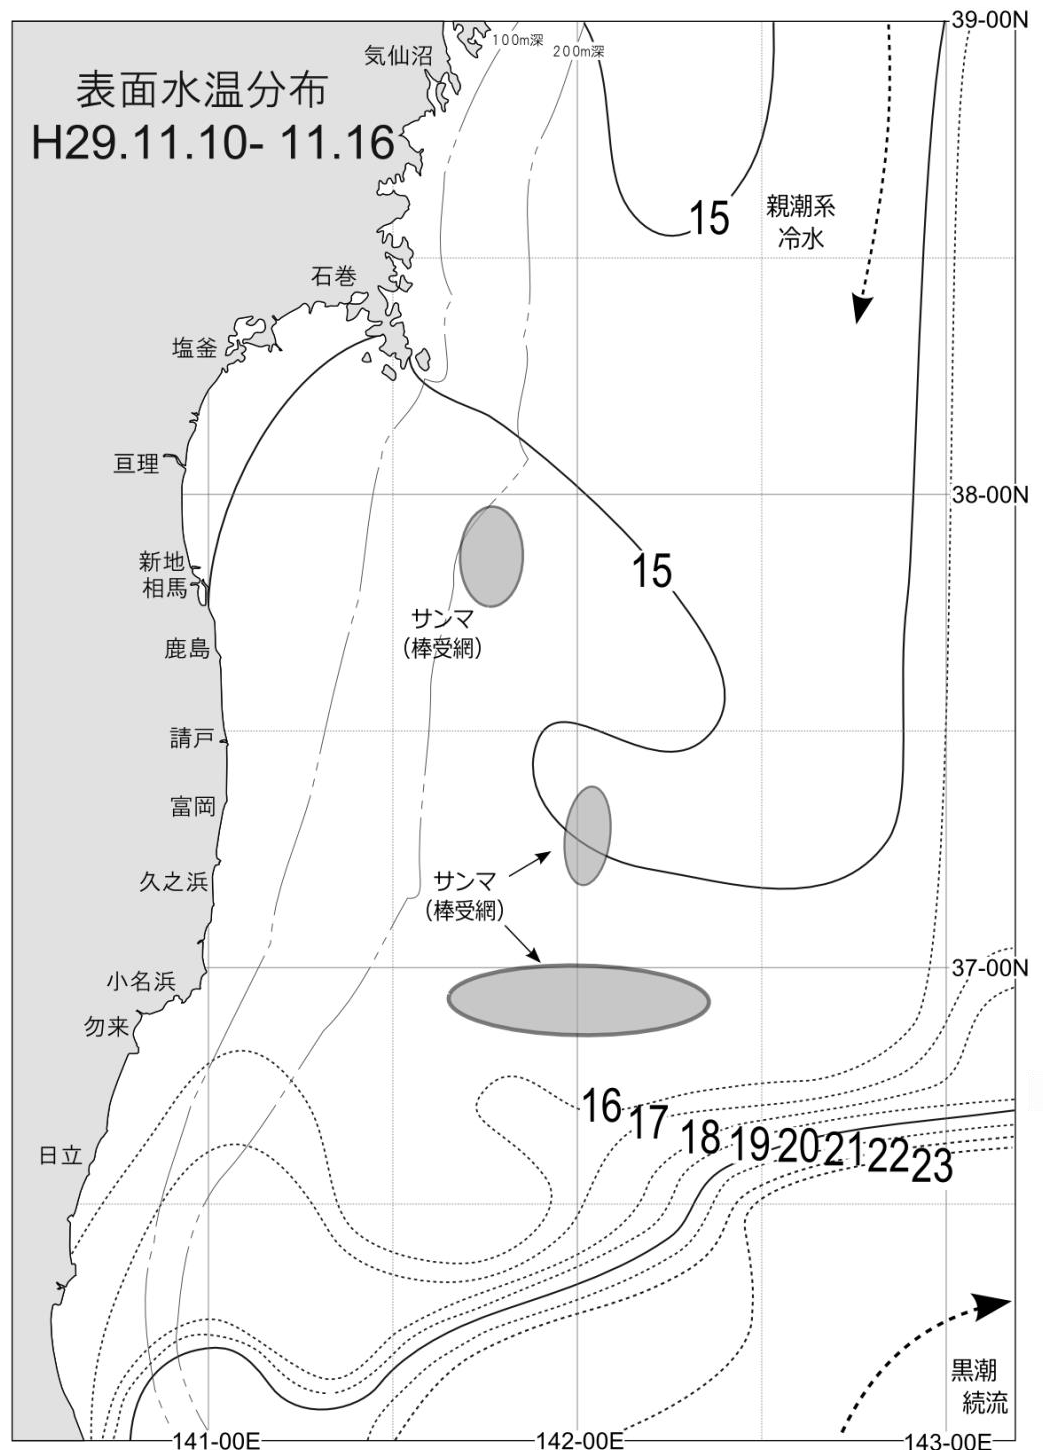 39-00N
100m深
200m深
気仙沼
表面水温分布
H29.11.10- 11.16
15
親潮系
冷水
石巻
塩釜
亘理
38-00N
新地
相馬
15
サンマ
(棒受網)
鹿島
請戸
富岡
久之浜
サンマ
(棒受網)
37-00N
小名浜
勿来
16
17
18
19
20
21
22
23
日立
黒潮
続流
141-00E
142-00E
143-00E